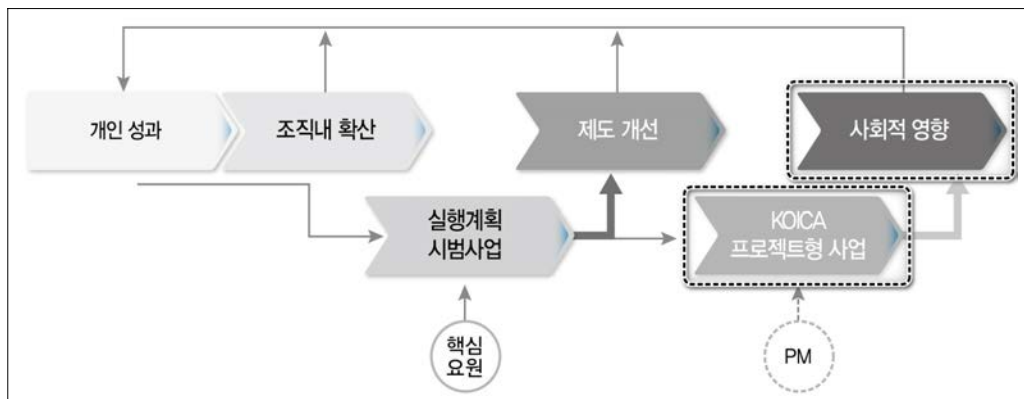 개인 성과
조직내 확산
제도 개선
사회적 영향
실행계획
시범사업
KOICA
프로젝트형 사업
핵심
요원
PM